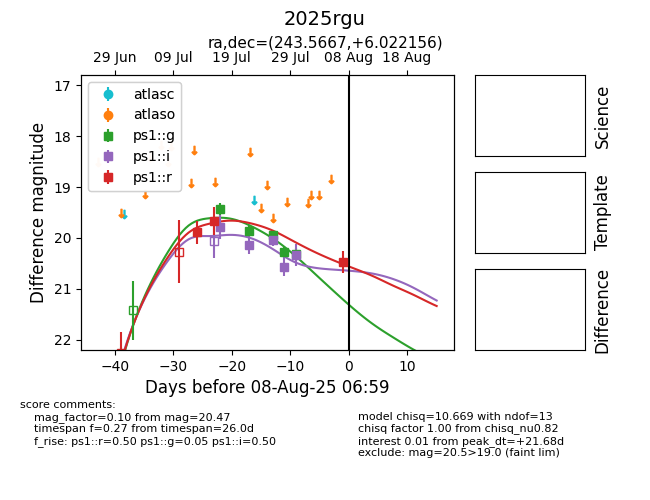 2025rgu
ra,dec=(243.5667,+6.022156)
29 Jun 09 Jul 19 Jul 29 Jul 08 Aug 18 Aug
17
18
19
20
21
22
Difference magnitude
atlasc
atlaso
ps1::g
ps1::i
ps1::r
−40 −30 −20 −10 0 10
Days before 08-Aug-25 06:59
Science
Template
Difference
score comments:
mag_factor=0.10 from mag=20.47
timespan f=0.27 from timespan=26.0d
f_rise: ps1::r=0.50 ps1::g=0.05 ps1::i=0.50
model chisq=10.669 with ndof=13
chisq factor 1.00 from chisq_nu0.82
interest 0.01 from peak_dt=+21.68d
exclude: mag=20.5>19.0 (faint lim)